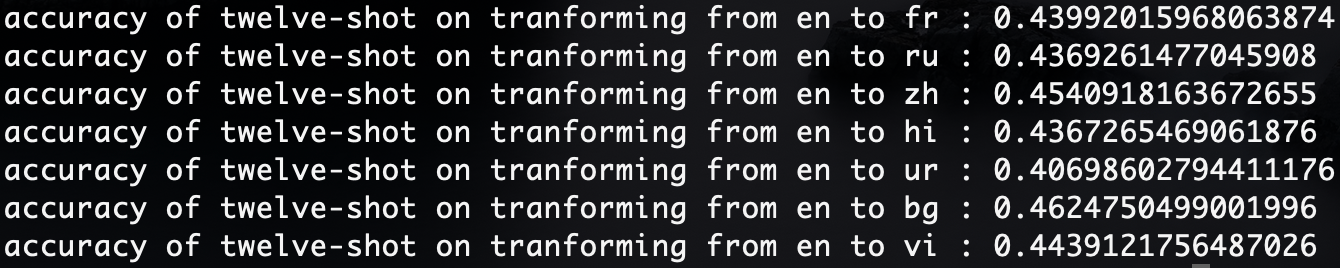 accuracy of twelve-shot on tranforming from en to fr : 0.43992015968063874
accuracy of twelve-shot on tranforming from en to ru : 0.4369261477045908
accuracy of twelve-shot on tranforming from en to zh : 0.4540918163672655
accuracy of twelve-shot on tranforming from en to hi : 0.4367265469061876
accuracy of twelve-shot on tranforming from en to ur : 0.40698602794411176
accuracy of twelve-shot on tranforming from en to bg : 0.4624750499001996
accuracy of twelve-shot on tranforming from en to vi : 0.4439121756487026